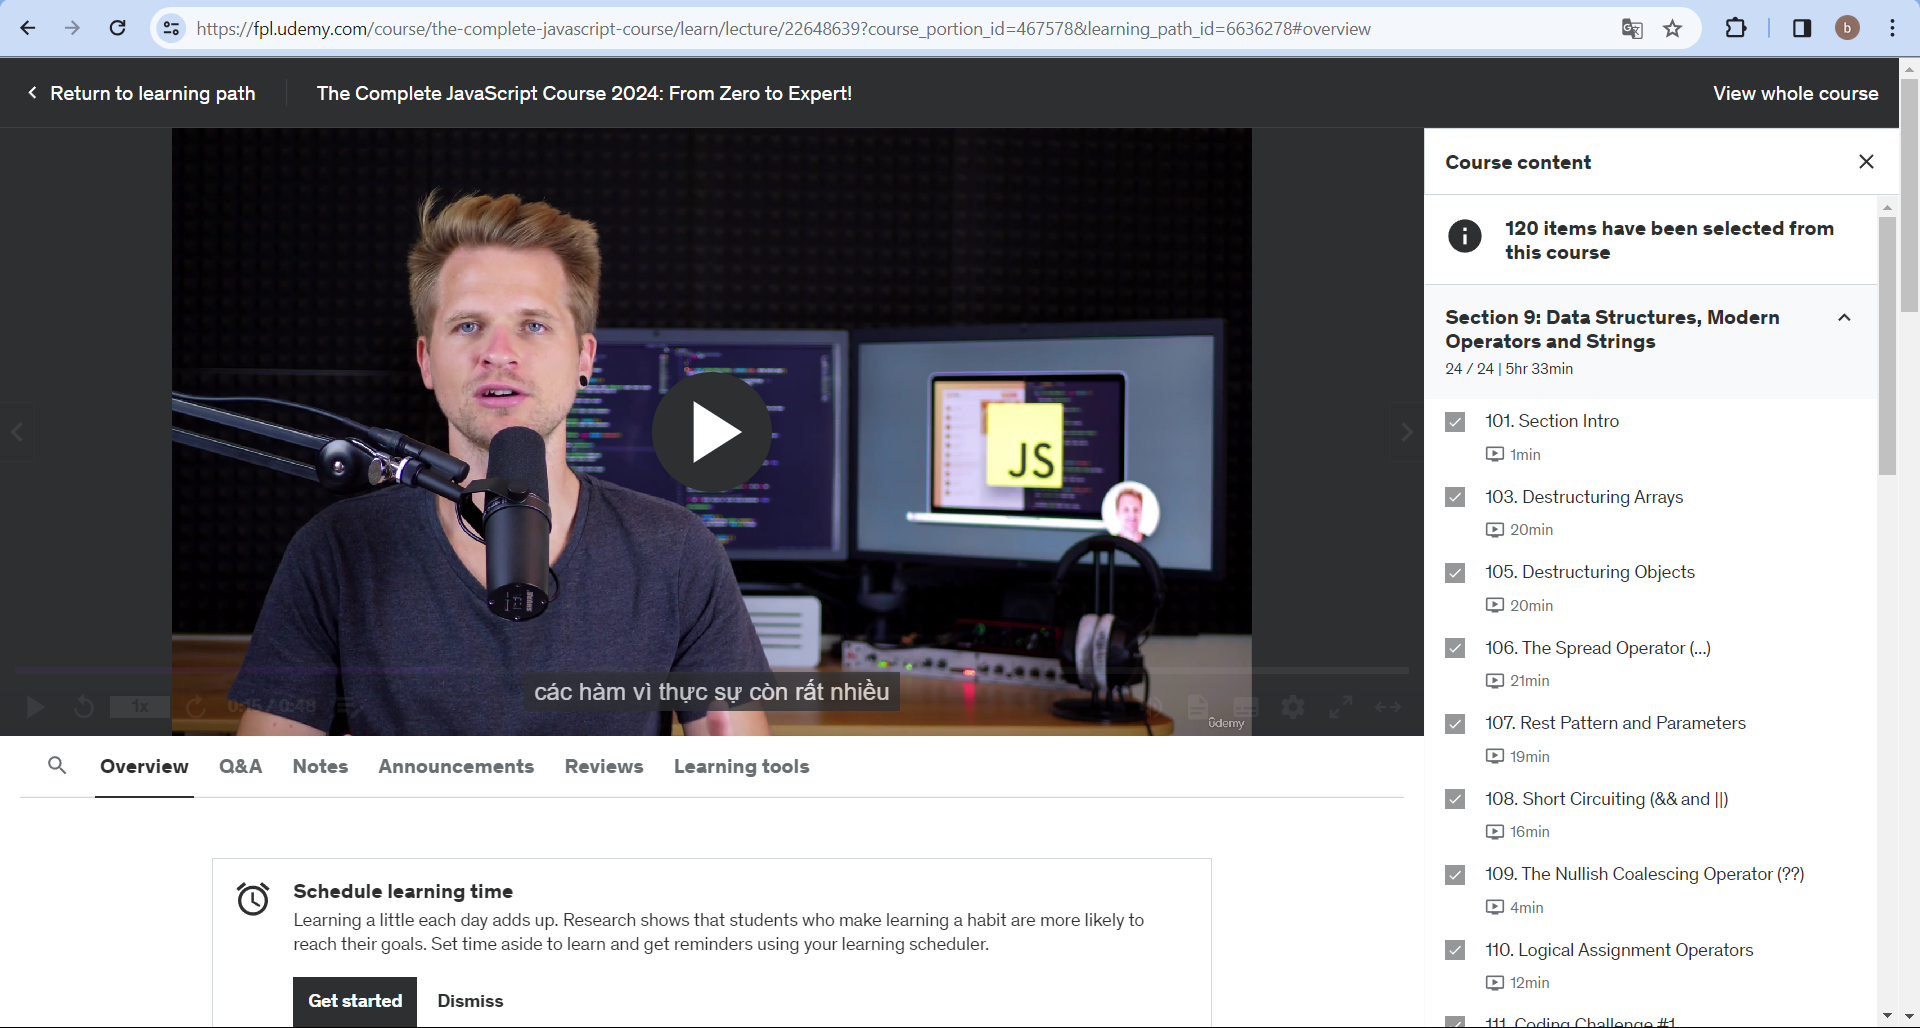 https://fpl.udemy.com/course/the-complete-javascript-course/learn/lecture/22648639?course_portion_id=467578&learning_path_id=6636278#overview
b
Return to learning path
The Complete JavaScript Course 2024: From Zero to Expert!
View whole course
JS
các hàm vì thực sự còn rất nhiều
1x
0:15 / 0:48
ûdemy
Course content
120 items have been selected from
this course
Section 9: Data Structures, Modern
Operators and Strings
24 / 24 | 5hr 33min
101. Section Intro
1min
103. Destructuring Arrays
20min
105. Destructuring Objects
20min
106. The Spread Operator (...)
21min
107. Rest Pattern and Parameters
19min
108. Short Circuiting (&& and ||)
16min
109. The Nullish Coalescing Operator (??)
4min
110. Logical Assignment Operators
12min
111. Coding Challenge #1
Overview
Q&A
Notes
Announcements
Reviews
Learning tools
Schedule learning time
Learning a little each day adds up. Research shows that students who make learning a habit are more likely to
reach their goals. Set time aside to learn and get reminders using your learning scheduler.
Get started
Dismiss